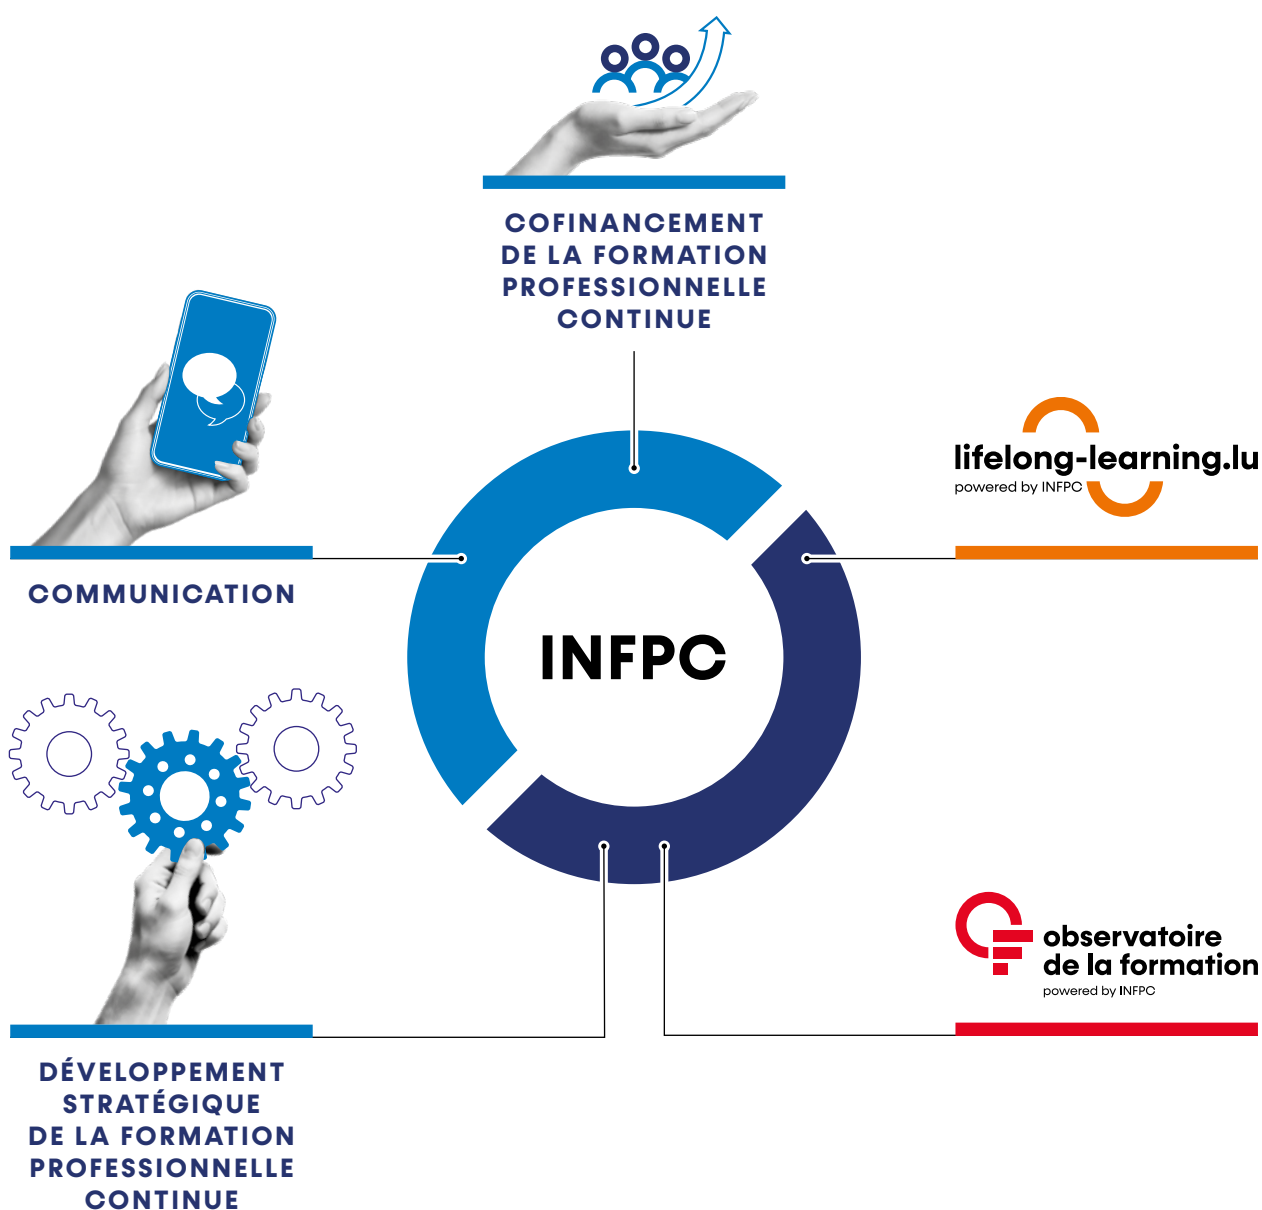 COFINANCEMENT
DE LA FORMATION
PROFESSIONNELLE
CONTINUE
lifelong-learning.lu
powered by INFPC
COMMUNICATION
INFPC
observatoire
de la formation
powered by INFPC
DÉVELOPPEMENT
STRATÉGIQUE
DE LA FORMATION
PROFESSIONNELLE
CONTINUE